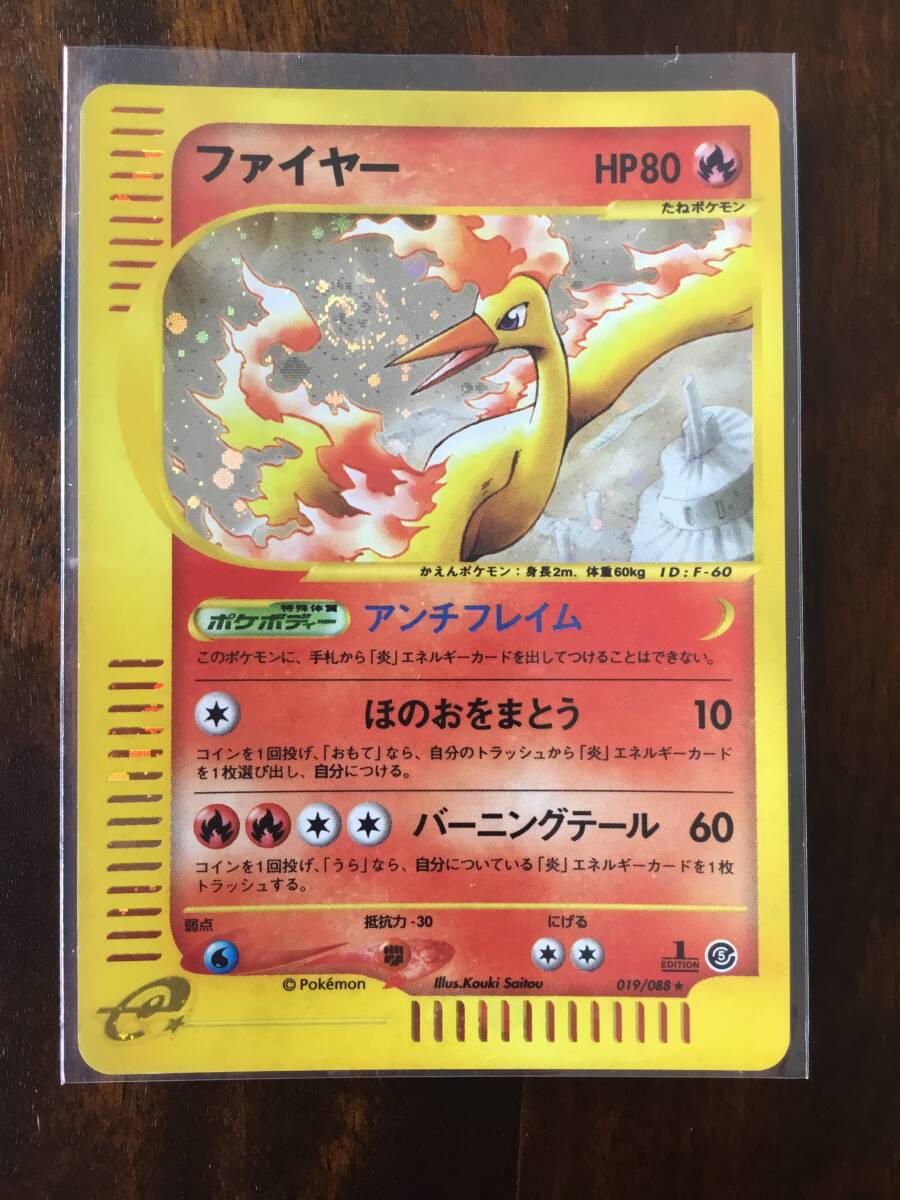 ファイヤー HP80
たねポケモン
かえんポケモン：身長2m、体重60kg ID：F-60
特殊体質
ポケボディー アンチフレイム
このポケモンに、手札から「炎」エネルギーカードを出してつけることはできない。
ほのおをまとう 10
コインを1回投げ、「おもて」なら、自分のトラッシュから「炎」エネルギーカード
を1枚選び出し、自分につける。
バーニングテール 60
コインを1回投げ、「うら」なら、自分についている「炎」エネルギーカードを1枚
トラッシュする。
弱点 抵抗力-30 にげる
1
EDITION
5
©Pokémon Illus.Kouki Saitou 019/088★
e